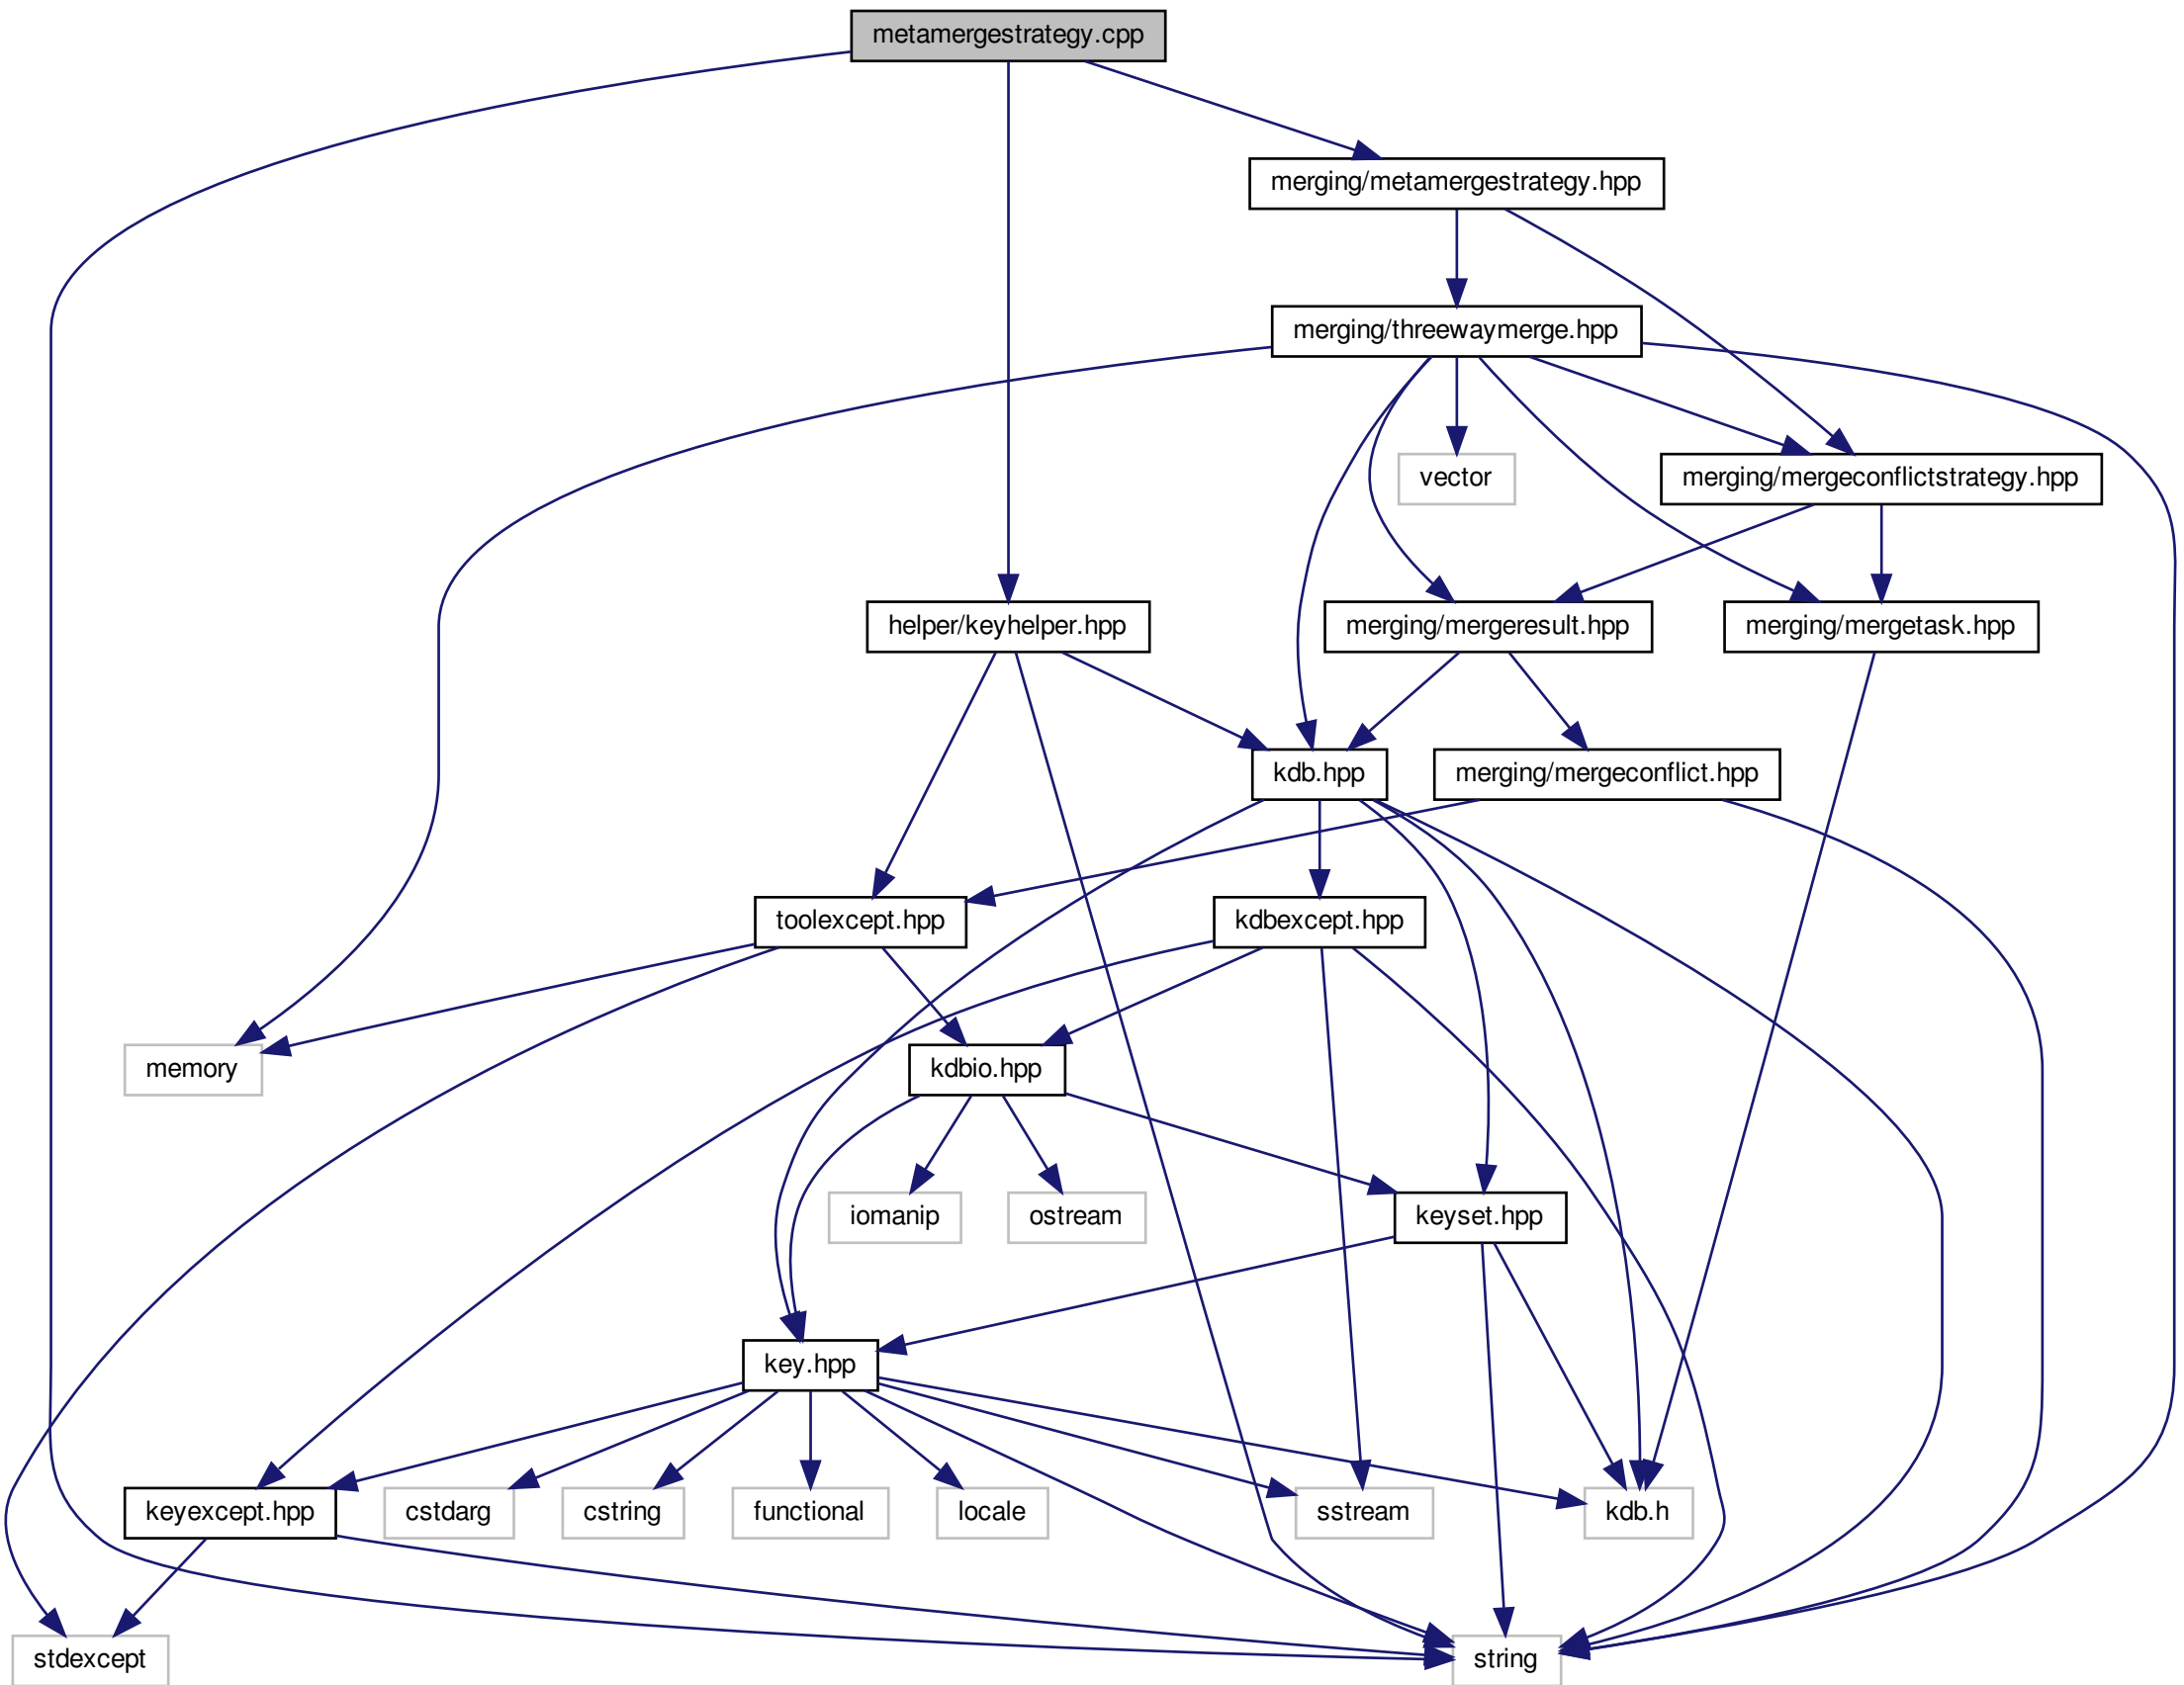 metamergestrategy.cpp
merging/metamergestrategy.hpp
merging/threewaymerge.hpp
vector
merging/mergeconflictstrategy.hpp
helper/keyhelper.hpp
merging/mergeresult.hpp
merging/mergetask.hpp
kdb.hpp
merging/mergeconflict.hpp
toolexcept.hpp
kdbexcept.hpp
memory
kdbio.hpp
iomanip
ostream
keyset.hpp
key.hpp
keyexcept.hpp
cstdarg
cstring
functional
locale
sstream
kdb.h
stdexcept
string